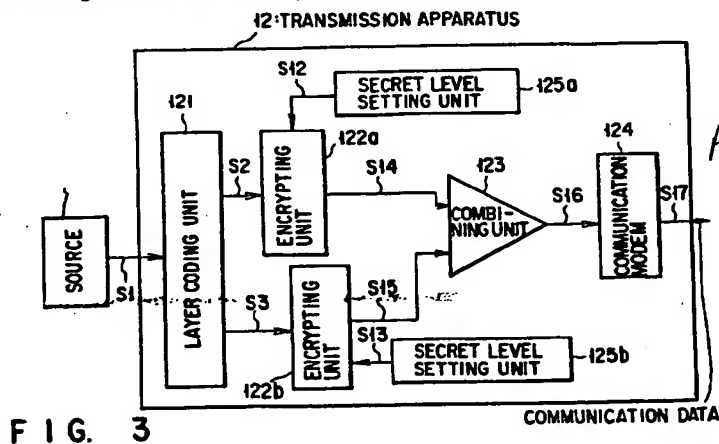 12:TRANSMISSION APPARATUS
S12
SECRET LEVEL
SETTING UNIT
125a
121
122a
124
S2
S14
123
S16
S17
SOURCE
S1
LAYER CODING UNIT
ENCRYPTING
UNIT
COMBI-
NING UNIT
COMMUNICATION
MODEM
S3
ENCRYPTING
UNIT
S15
S13
SECRET LEVEL
SETTING UNIT
125b
122b
COMMUNICATION DATA
FIG. 3